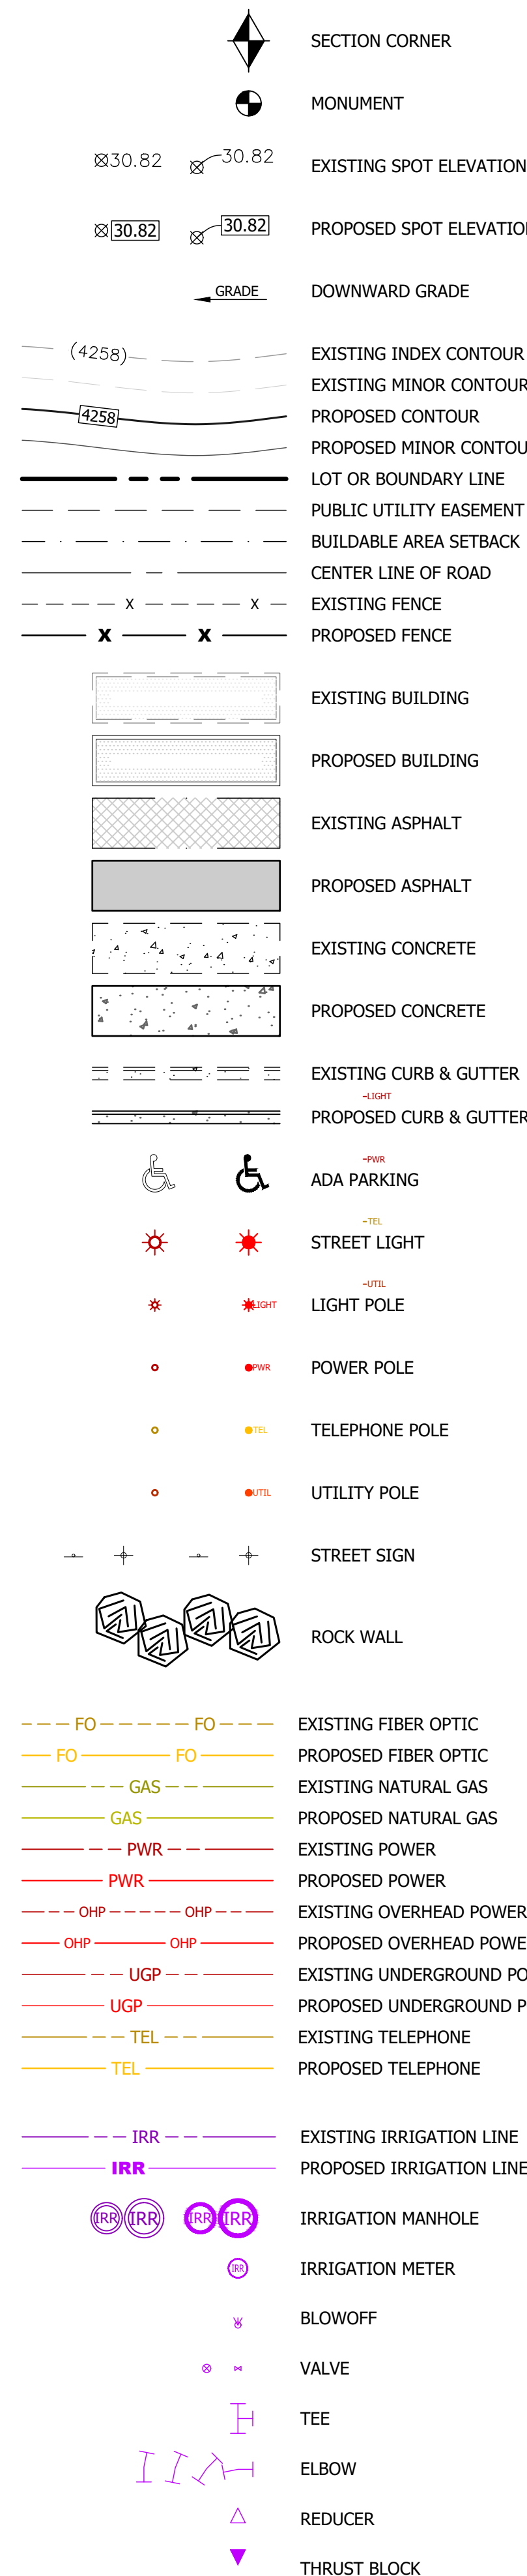 SECTION CORNER
MONUMENT
30.82 30.82 EXISTING SPOT ELEVATION
30.82 30.82 PROPOSED SPOT ELEVATION
GRADE DOWNWARD GRADE
(4258) EXISTING INDEX CONTOUR
EXISTING MINOR CONTOUR
4258 PROPOSED CONTOUR
PROPOSED MINOR CONTOU
LOT OR BOUNDARY LINE
PUBLIC UTILITY EASEMENT
BUILDABLE AREA SETBACK
CENTER LINE OF ROAD
X X EXISTING FENCE
X X PROPOSED FENCE
EXISTING BUILDING
PROPOSED BUILDING
EXISTING ASPHALT
PROPOSED ASPHALT
EXISTING CONCRETE
PROPOSED CONCRETE
EXISTING CURB & GUTTER
-LIGHT
PROPOSED CURB & GUTTER
-PWR
ADA PARKING
-TEL
STREET LIGHT
-UTIL
LIGHT LIGHT POLE
PWR POWER POLE
TEL TELEPHONE POLE
UTIL UTILITY POLE
STREET SIGN
ROCK WALL
FO FO EXISTING FIBER OPTIC
FO FO PROPOSED FIBER OPTIC
GAS EXISTING NATURAL GAS
GAS PROPOSED NATURAL GAS
PWR EXISTING POWER
PWR PROPOSED POWER
OHP OHP EXISTING OVERHEAD POWER
OHP OHP PROPOSED OVERHEAD POWE
UGP EXISTING UNDERGROUND PO
UGP PROPOSED UNDERGROUND P
TEL EXISTING TELEPHONE
TEL PROPOSED TELEPHONE
IRR EXISTING IRRIGATION LINE
IRR PROPOSED IRRIGATION LINE
IRR IRR IRR IRR IRRIGATION MANHOLE
IRR IRRIGATION METER
BLOWOFF
VALVE
TEE
ELBOW
REDUCER
THRUST BLOCK